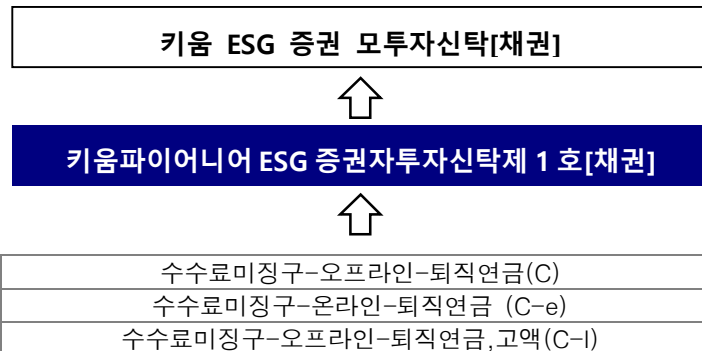 키움 ESG 증권 모투자신탁[채권]
키움파이어니어 ESG 증권자투자신탁제 1 호[채권]
수수료미징구-오프라인-퇴직연금(C)
수수료미징구-온라인-퇴직연금 (C-e)
수수료미징구-오프라인-퇴직연금,고액(C-I)